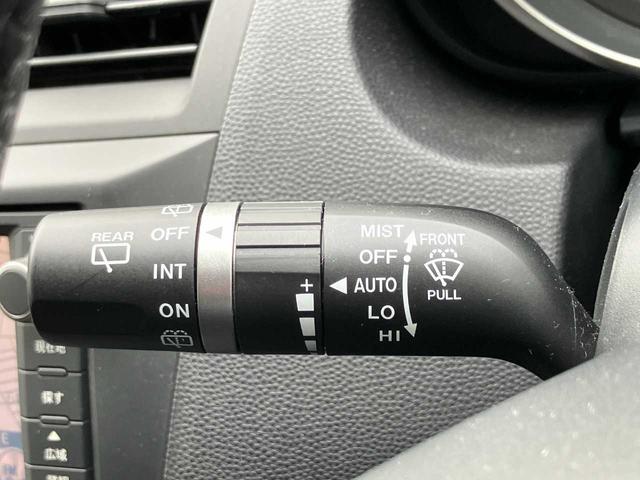 REAR
OFF
INT
ON
+
MIST
OFF
AUTO
LO
HI
FRONT
PULL
現在地
探す
広域